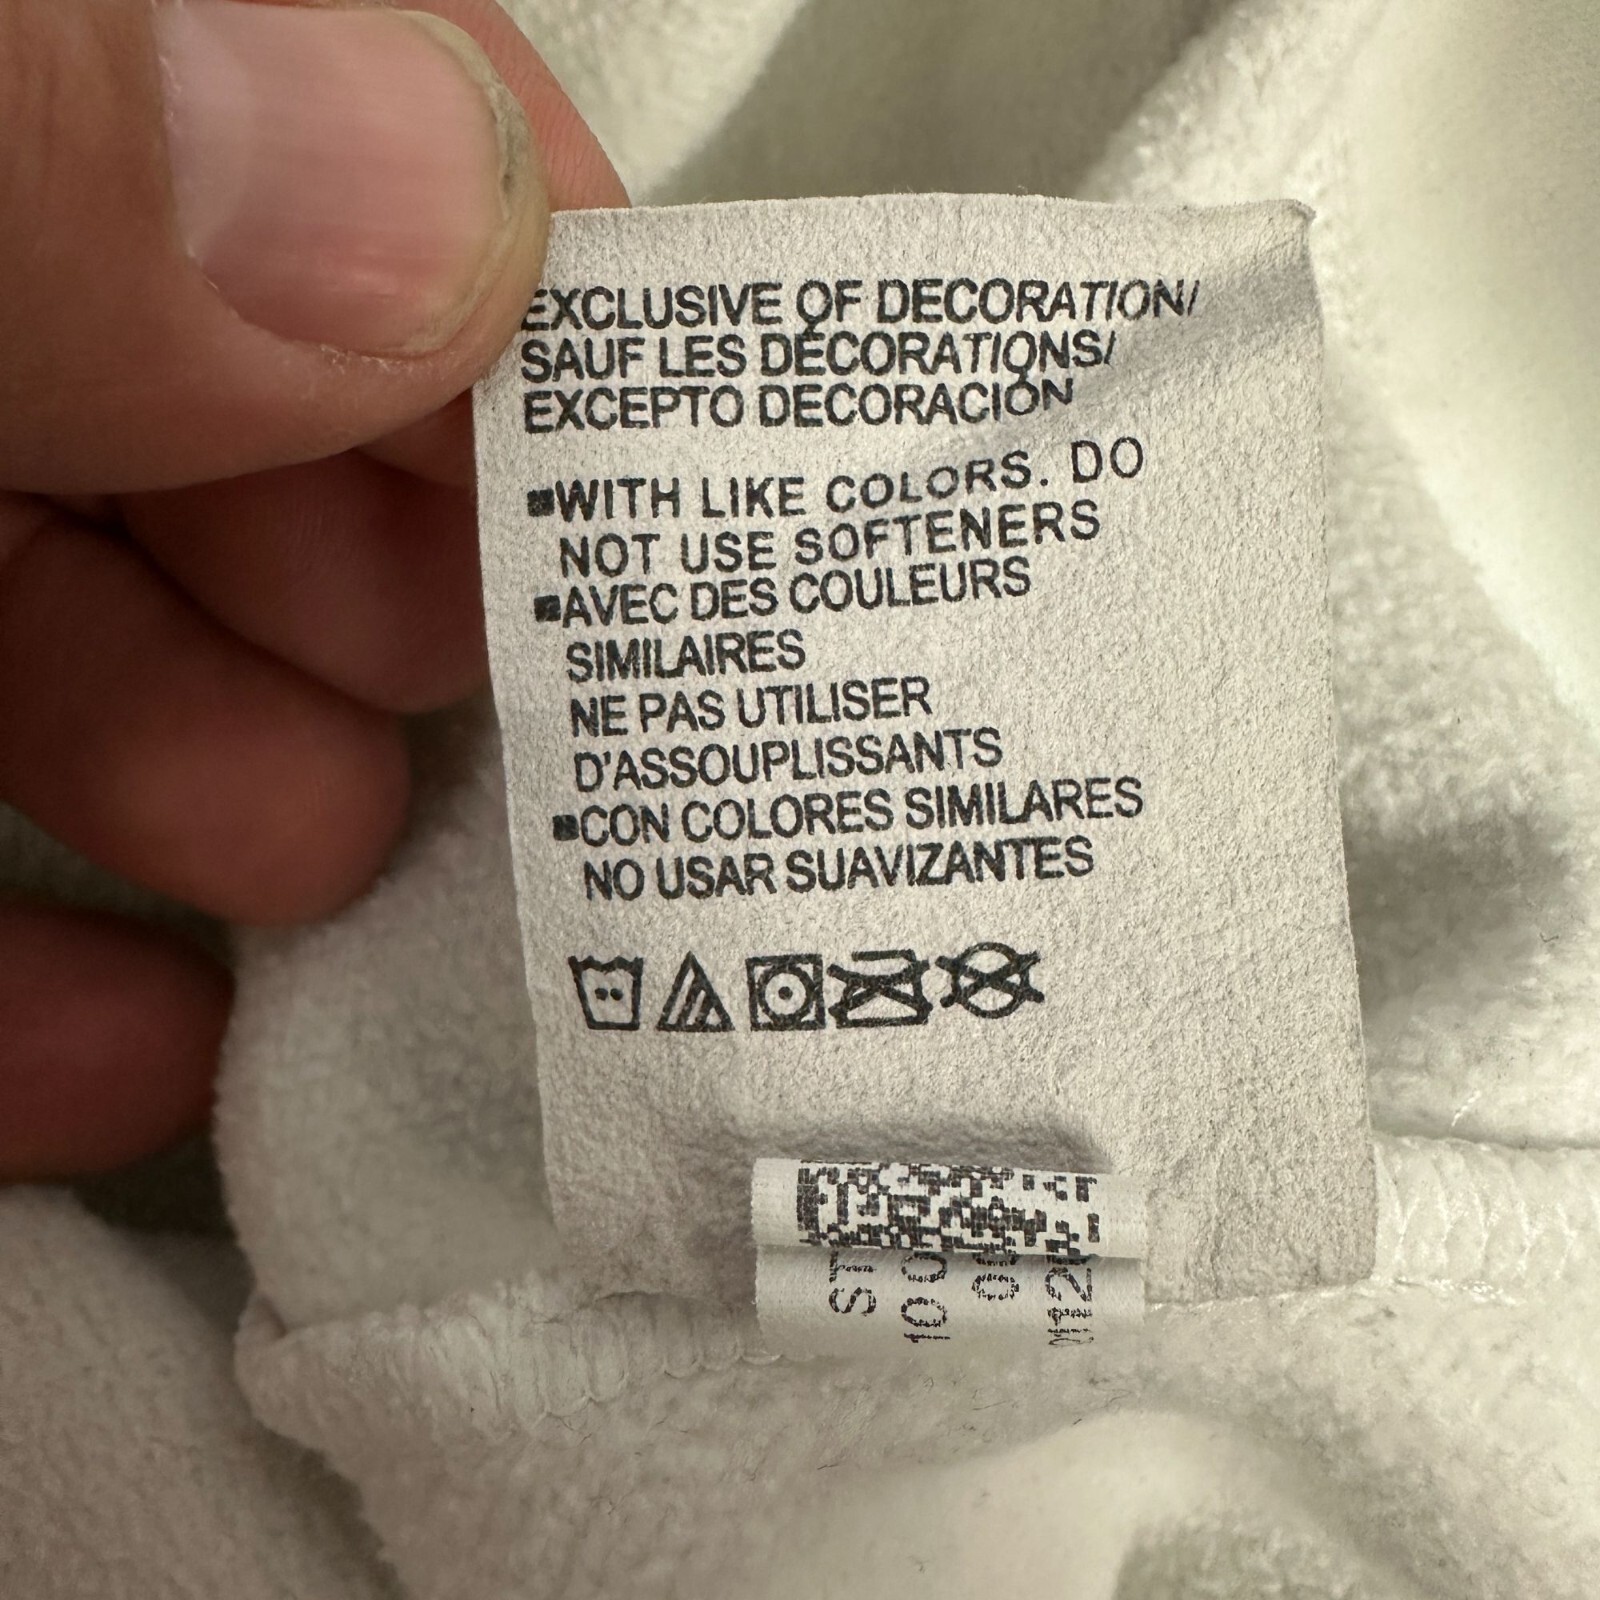 EXCLUSIVE OF DECORATION/
SAUF LES DÉCORATIONS/
EXCEPTO DECORACIÓN
▪WITH LIKE COLORS. DO
NOT USE SOFTENERS
▪AVEC DES COULEURS
SIMILAIRES
NE PAS UTILISER
D'ASSOUPLISSANTS
▪CON COLORES SIMILARES
NO USAR SUAVIZANTES